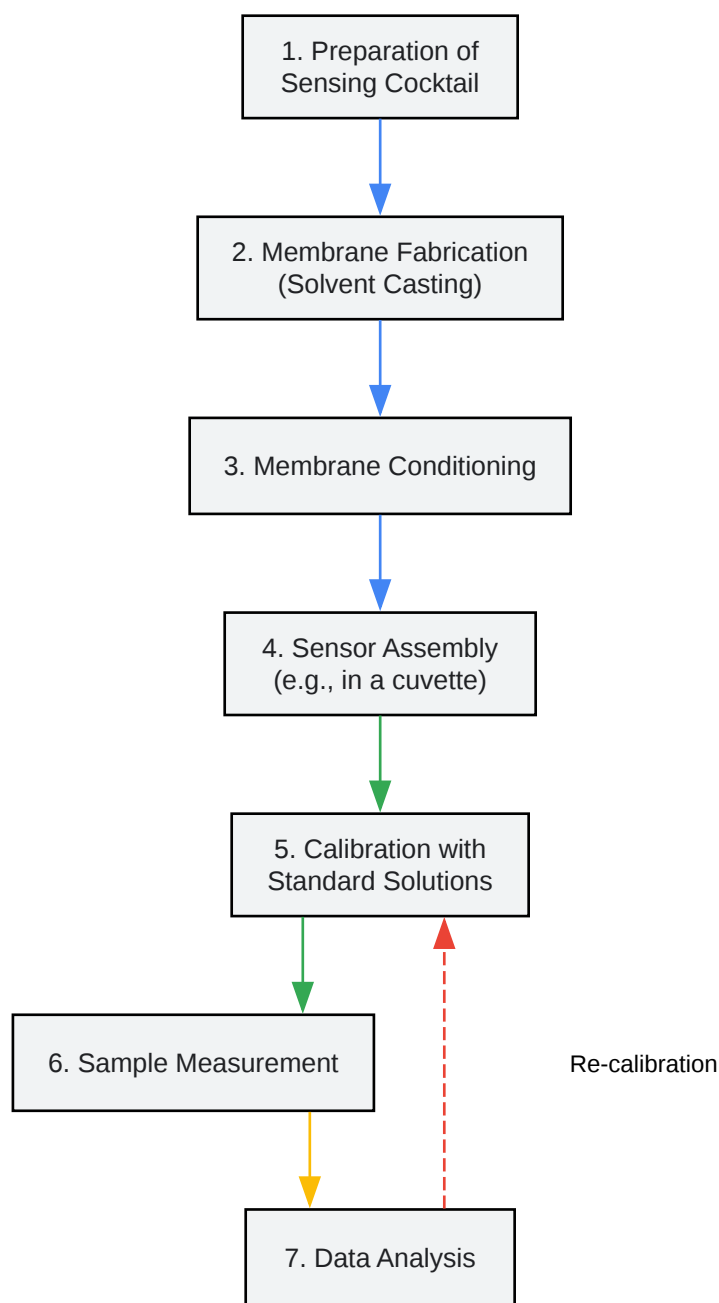 1. Preparation of
Sensing Cocktail
2. Membrane Fabrication
(Solvent Casting)
3. Membrane Conditioning
4. Sensor Assembly
(e.g., in a cuvette)
5. Calibration with
Standard Solutions
6. Sample Measurement
Re-calibration
7. Data Analysis